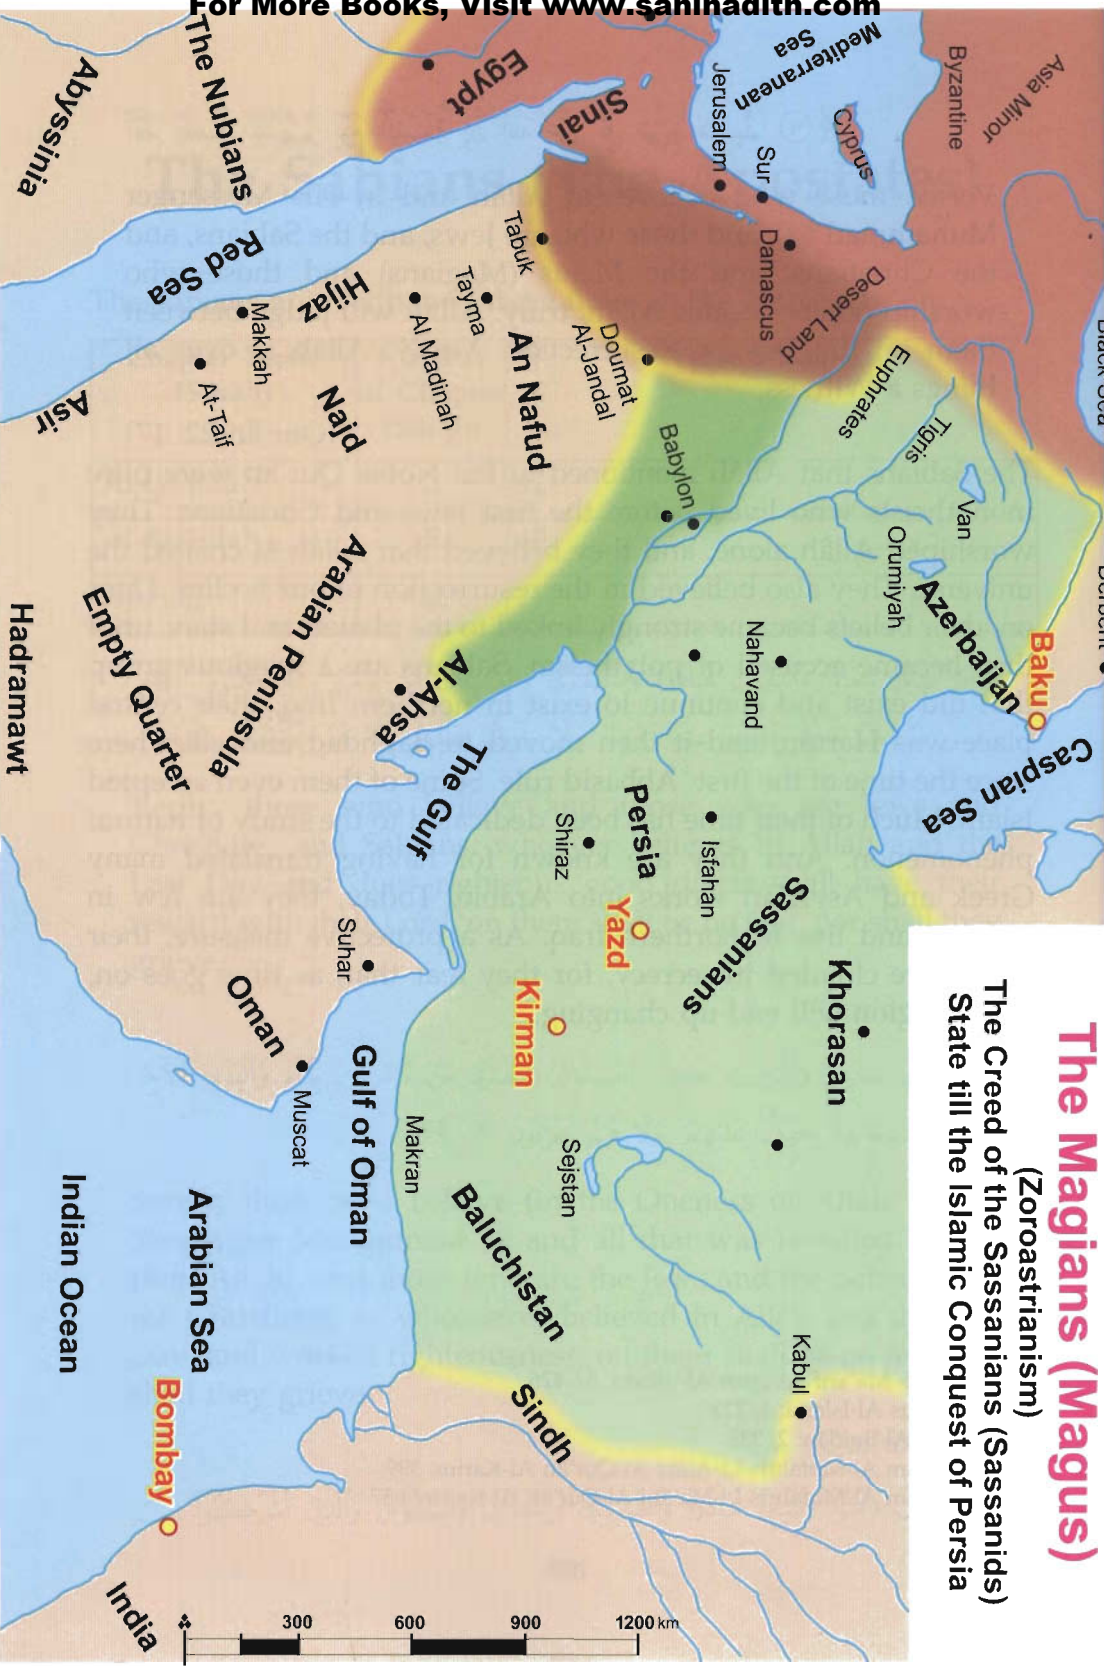 For More Books, Visit www.sahihadith.com
The Magians (Magus)
(Zoroastrianism)
The Creed of the Sassanians (Sassanids)
State till the Islamic Conquest of Persia
Asia Minor
Byzantine
Mediterranean
Sea
Cyprus
Egypt
Sinai
Jerusalem
Sur
Damascus
Desert Land
The Nubians
Abyssinia
Red Sea
Hijaz
Tabuk
Tayma
Al Madinah
Makkah
At-Taif
Asir
Najd
An Nafud
Doumat
Al-Jandal
Euphrates
Tigris
Babylon
Van
Orumiyah
Azerbaijan
Baku
Caspian Sea
Nahavand
Arabian Peninsula
Empty Quarter
Hadramawt
Al-Ahsa
The Gulf
Persia
Shiraz
Isfahan
Yazd
Kirman
Sassanians
Khorasan
Suhar
Oman
Muscat
Gulf of Oman
Makran
Sejstan
Baluchistan
Kabul
Sindh
Arabian Sea
Indian Ocean
Bombay
India
300
600
900
1200 km